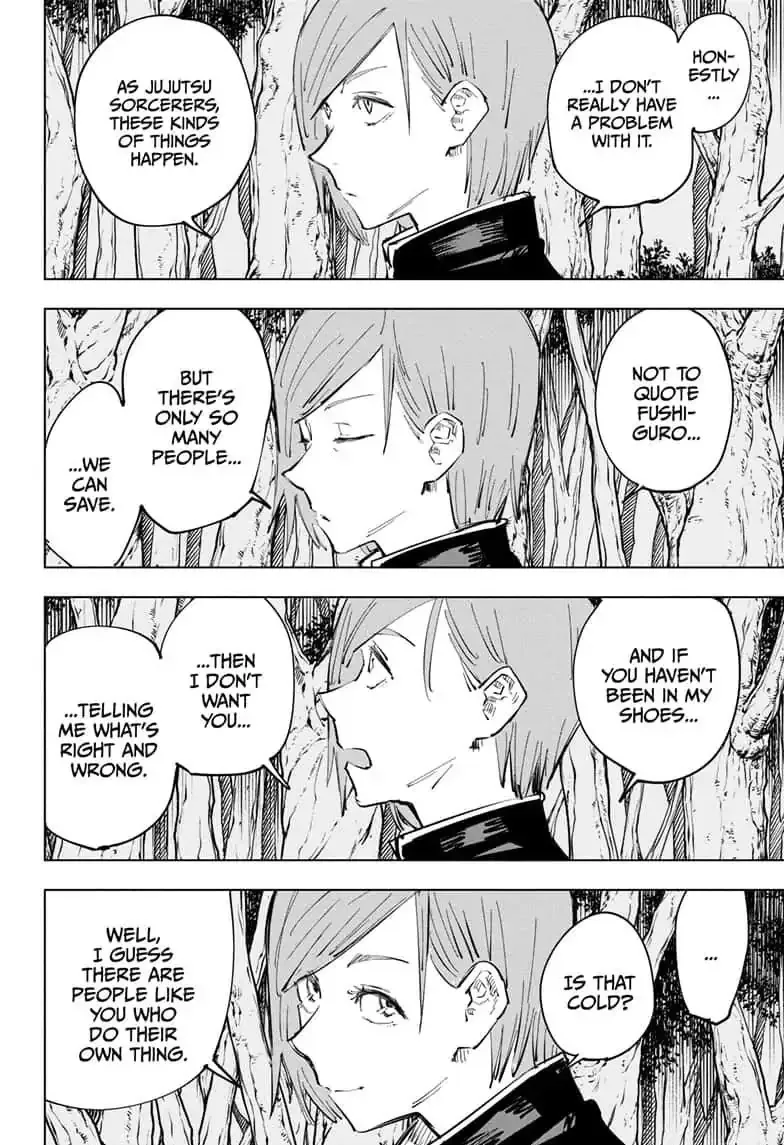 HON-
ESTLY
...
...I DON'T
REALLY HAVE
A PROBLEM
WITH IT.
AS JUJUTSU
SORCERERS,
THESE KINDS
OF THINGS
HAPPEN.
NOT TO
QUOTE
FUSHI-
GURO...
BUT
THERE'S
ONLY SO
MANY
PEOPLE...
...WE
CAN
SAVE.
AND IF
YOU HAVEN'T
BEEN IN MY
SHOES...
...THEN
I DON'T
WANT
YOU...
...TELLING
ME WHAT'S
RIGHT AND
WRONG.
...
IS THAT
COLD?
WELL,
I GUESS
THERE ARE
PEOPLE LIKE
YOU WHO
DO THEIR
OWN THING.